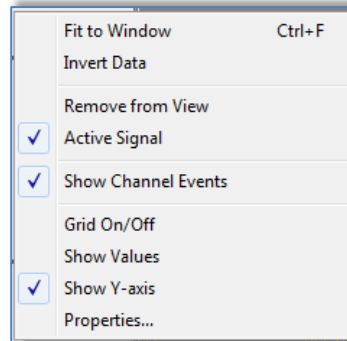 Fit to Window Ctrl+F
Invert Data
Remove from View
Active Signal
Show Channel Events
Grid On/Off
Show Values
Show Y-axis
Properties...